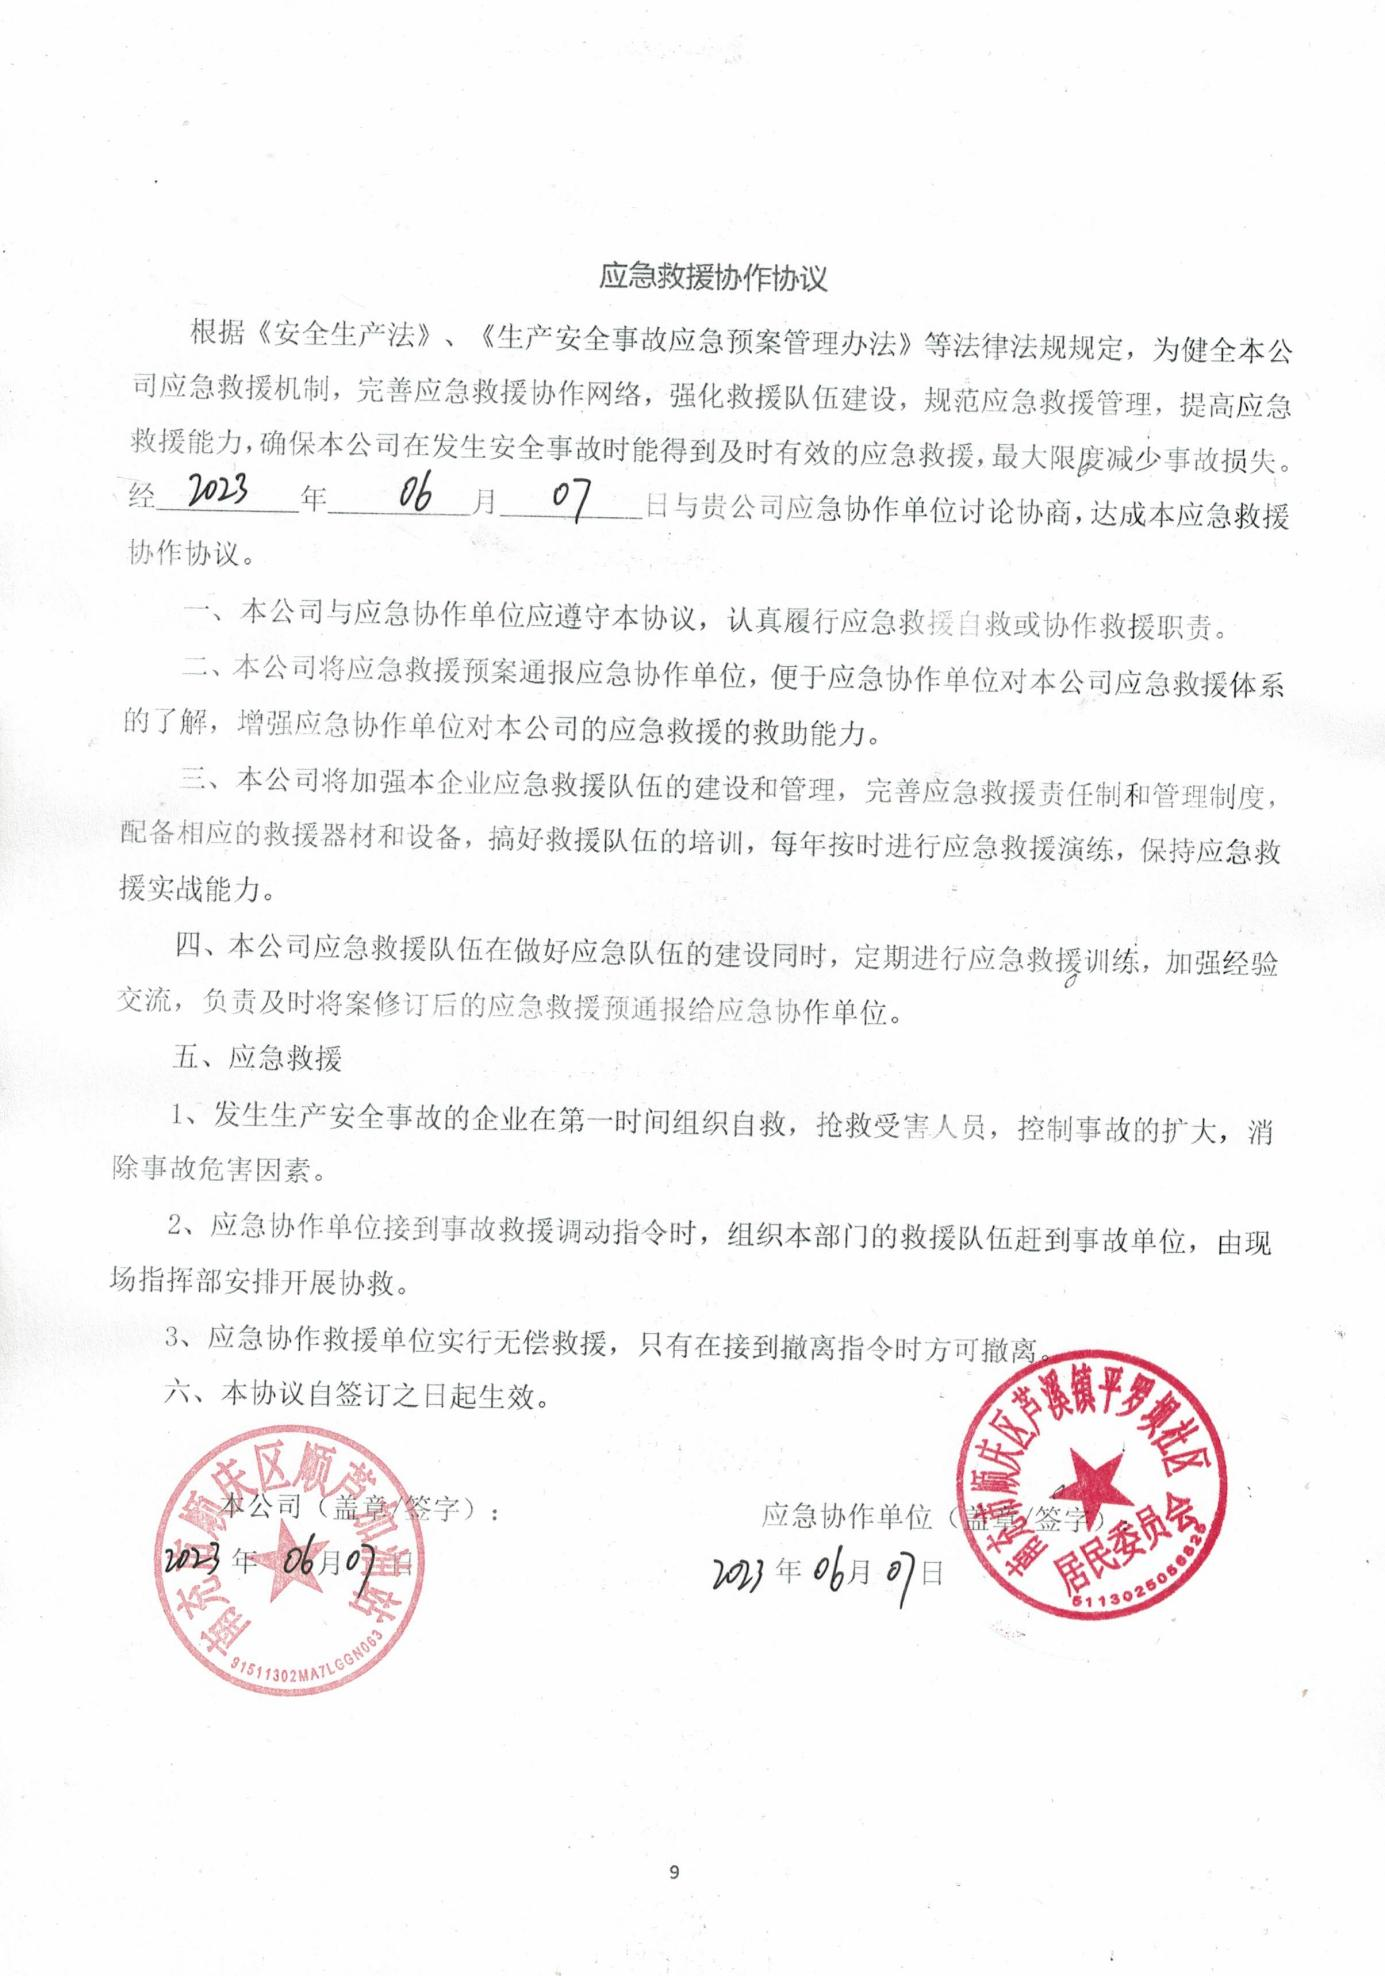 应急救援协作协议
根据《安全生产法》、《生产安全事故应急预案管理办法》等法律法规规定，为健全本公
司应急救援机制，完善应急救援协作网络，强化救援队伍建设，规范应急救援管理，提高应急
救援能力，确保本公司在发生安全事故时能得到及时有效的应急救援，最大限度减少事故损失。
经 2023 年 06 月 07 日与贵公司应急协作单位讨论协商，达成本应急救援
协作协议。
一、本公司与应急协作单位应遵守本协议，认真履行应急救援自救或协作救援职责。
二、本公司将应急救援预案通报应急协作单位，便于应急协作单位对本公司应急救援体系
的了解，增强应急协作单位对本公司的应急救援的救助能力。
三、本公司将加强本企业应急救援队伍的建设和管理，完善应急救援责任制和管理制度，
配备相应的救援器材和设备，搞好救援队伍的培训，每年按时进行应急救援演练，保持应急救
援实战能力。
四、本公司应急救援队伍在做好应急队伍的建设同时，定期进行应急救援训练，加强经验
交流，负责及时将案修订后的应急救援预通报给应急协作单位。
五、应急救援
1、发生生产安全事故的企业在第一时间组织自救，抢救受害人员，控制事故的扩大，消
除事故危害因素。
2、应急协作单位接到事故救援调动指令时，组织本部门的救援队伍赶到事故单位，由现
场指挥部安排开展协救。
3、应急协作救援单位实行无偿救援，只有在接到撤离指令时方可撤离。
六、本协议自签订之日起生效。
本公司（盖章/签字）：
2023 年 06 月 07 日
南充市顺庆区顺芦加油站
91511302MA7LGGN063
应急协作单位（盖章/签字）：
2023 年 06 月 07 日
南充市顺庆区芦溪镇平罗坝社区
居民委员会
5113025056825
9